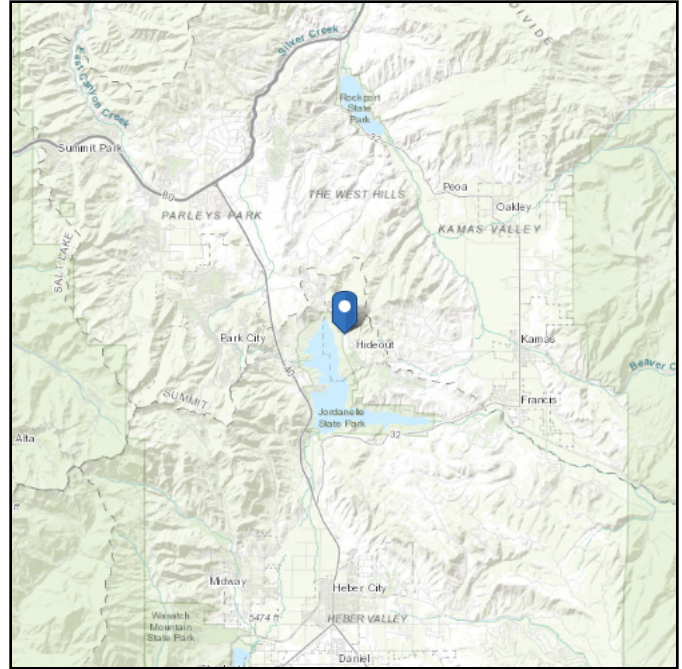 DIVIDE
Silver Creek
East Canyon Creek
Rockport
State
Park
32
Summit Park
80
THE WEST HILLS
Peoa
Oakley
PARLEYS PARK
KAMAS VALLEY
SALT LAKE
SUMMIT
Park City
40
Hideout
Kamas
Beaver C
Francis
Jordanelle
State Park
32
Alta
ft
Midway
Heber City
Wasatch
Mountain
State Park
5474 ft
HEBER VALLEY
Daniel